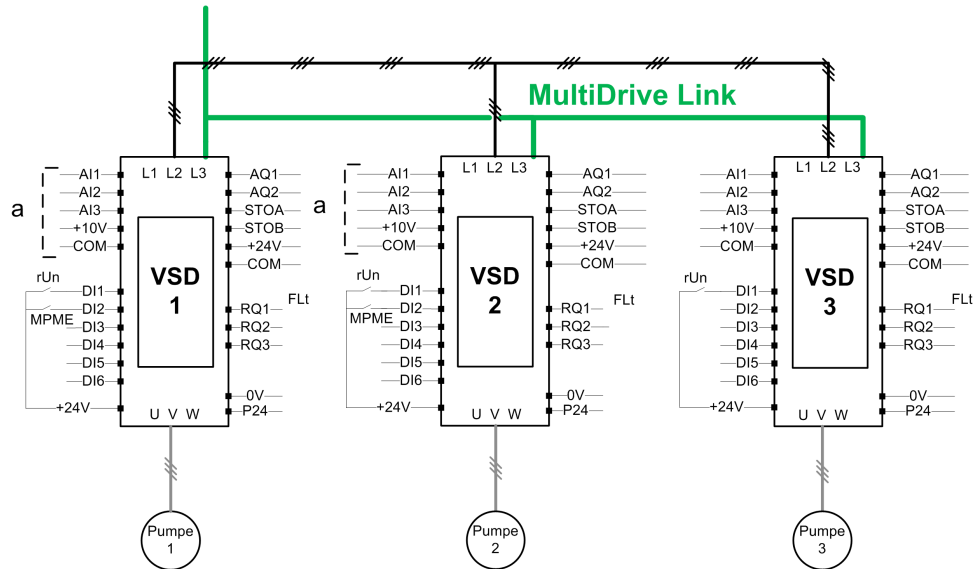 MultiDrive Link
L1 L2 L3
AI1
AI2
AI3
+10V
COM
a
rUn
DI1
DI2
MPME
DI3
DI4
DI5
DI6
+24V
VSD
1
AQ1
AQ2
STOA
STOB
+24V
COM
FLt
RQ1
RQ2
RQ3
0V
P24
U V W
Pumpe
1
L1 L2 L3
AI1
AI2
AI3
+10V
COM
a
rUn
DI1
DI2
MPME
DI3
DI4
DI5
DI6
+24V
VSD
2
AQ1
AQ2
STOA
STOB
+24V
COM
FLt
RQ1
RQ2
RQ3
0V
P24
U V W
Pumpe
2
L1 L2 L3
AI1
AI2
AI3
+10V
COM
rUn
DI1
DI2
DI3
DI4
DI5
DI6
+24V
VSD
3
AQ1
AQ2
STOA
STOB
+24V
COM
FLt
RQ1
RQ2
RQ3
0V
P24
U V W
Pumpe
3